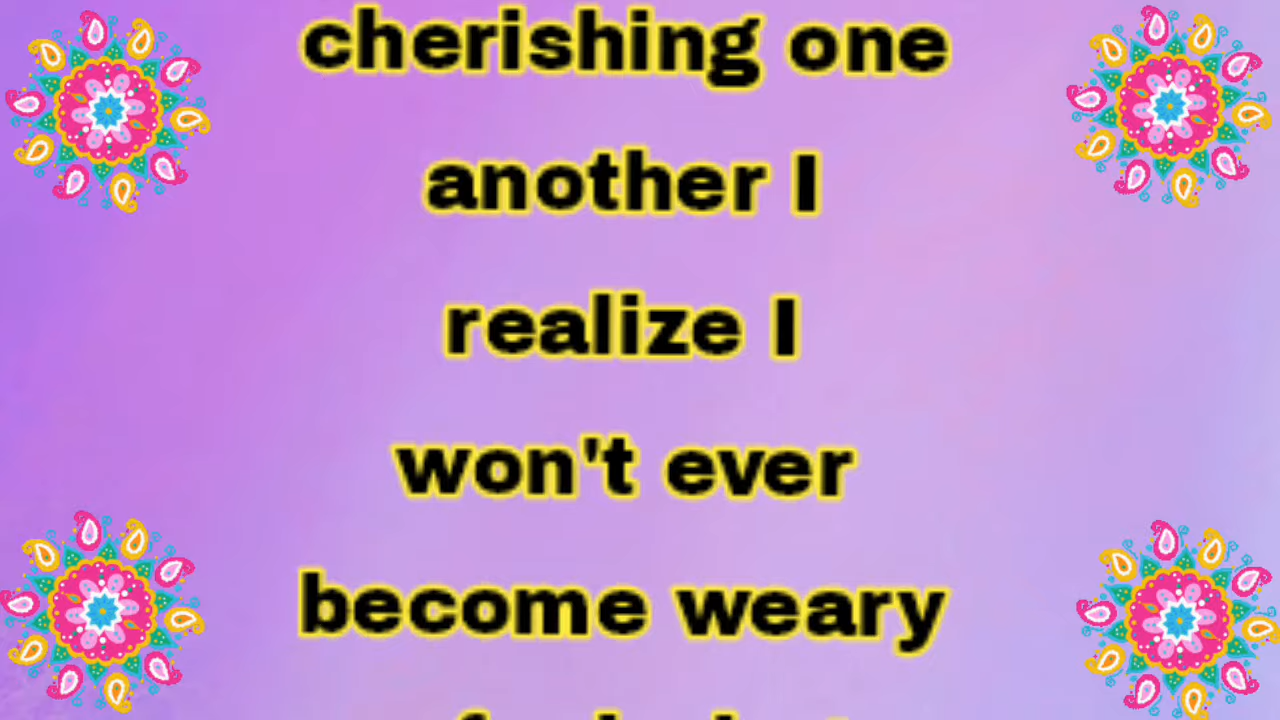 cherishing one
another I
realize I
won't ever
become weary